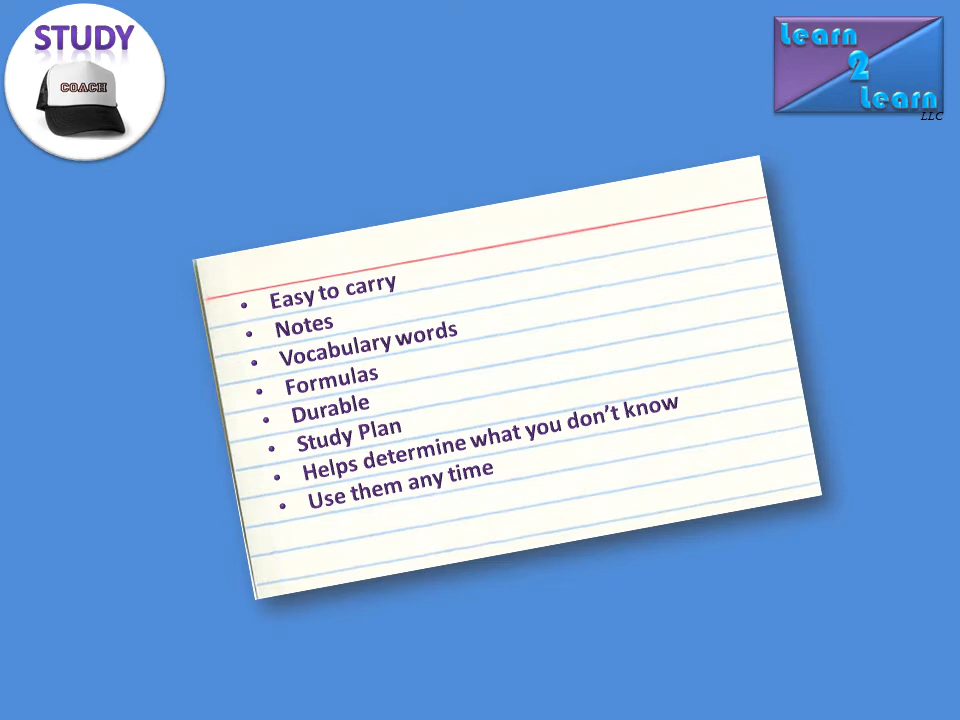 STUDY
COACH
Learn
2
Learn
LLC
• Easy to carry
• Notes
• Vocabulary words
• Formulas
• Durable
• Study Plan
• Helps determine what you don’t know
• Use them any time